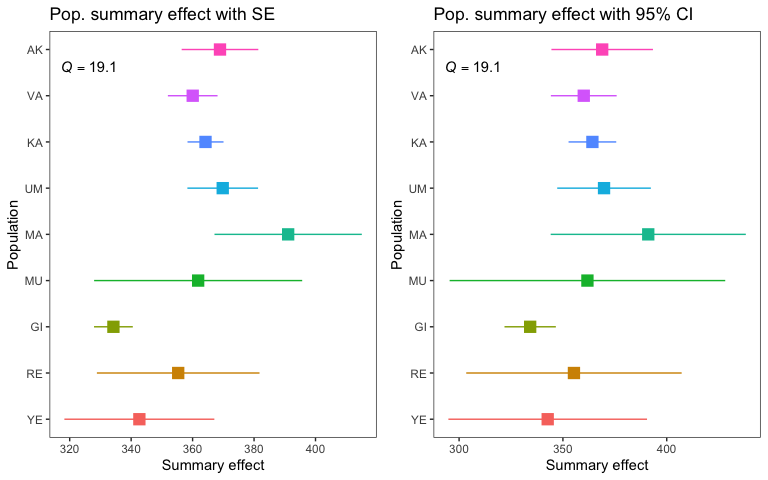 Pop. summary effect with SE
Population
AK
VA
KA
UM
MA
MU
GI
RE
YE
Q = 19.1
320 340 360 380 400
Summary effect
Pop. summary effect with 95% CI
Population
AK
VA
KA
UM
MA
MU
GI
RE
YE
Q = 19.1
300 350 400
Summary effect